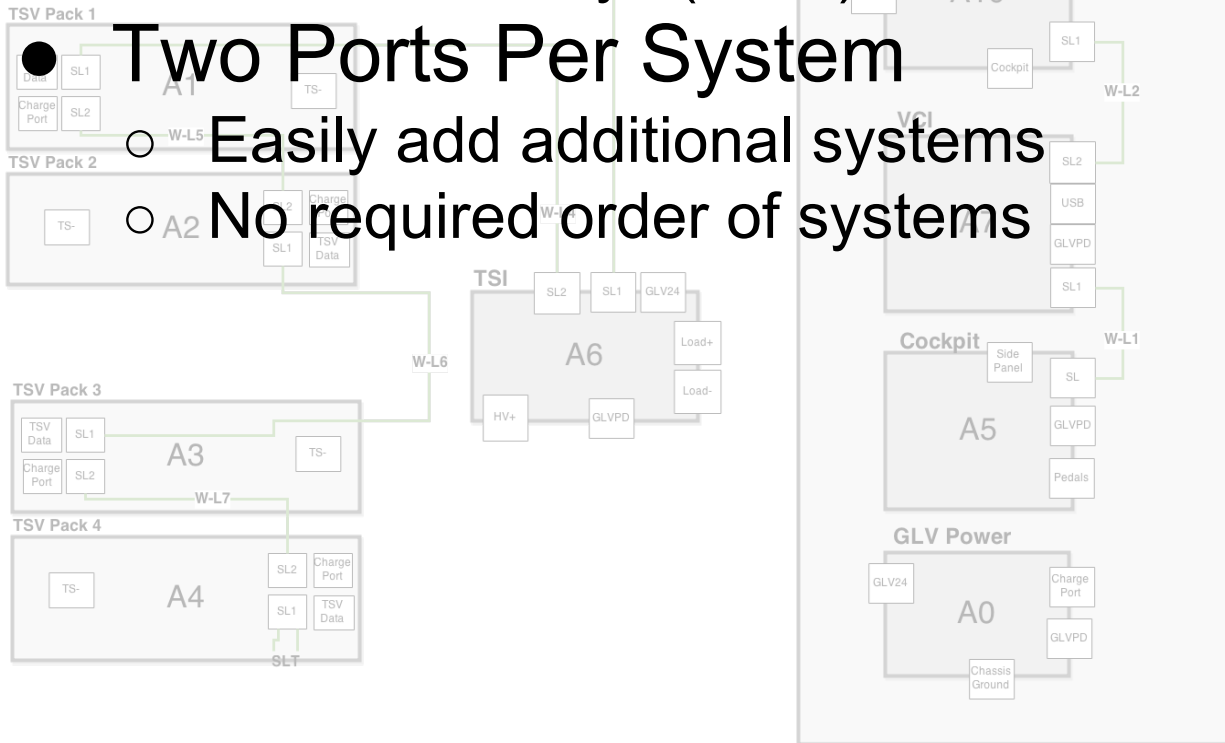 ● Two Ports Per System
○ Easily add additional systems
○ No required order of systems
TSV Pack 1
Data
SL1
A1
TS-
Charge
Port
SL2
W-L5
TSV Pack 2
TS-
A2
SL2
Charge
SL1
TSV
Data
W-L6
TSI
SL2
SL1
GLV24
A6
Load+
Load-
HV+
GLVPD
TSV Pack 3
TSV
Data
SL1
A3
TS-
Charge
Port
SL2
W-L7
TSV Pack 4
TS-
A4
SL2
Charge
Port
SL1
TSV
Data
SLT
SL1
Cockpit
W-L2
VCI
SL2
USB
A7
GLVPD
SL1
W-L1
Cockpit
Side
Panel
SL
A5
GLVPD
Pedals
GLV Power
GLV24
Charge
Port
A0
GLVPD
Chassis
Ground